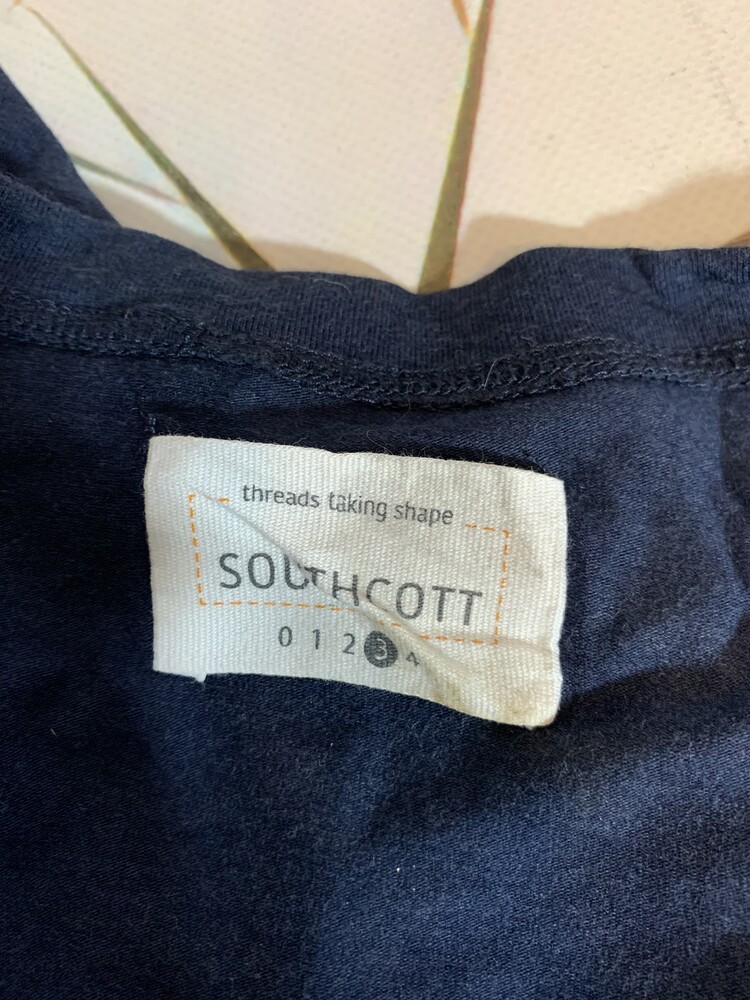 threads taking shape
SOUTHCOTT
0 1 2 3 4